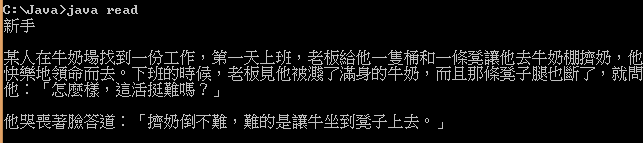 C:\Java>java read
新手
某人在牛奶場找到一份工作，第一天上班，老板給他一隻桶和一條凳讓他去牛奶棚擠奶，他
快樂地領命而去。下班的時候，老板見他被濺了滿身的牛奶，而且那條凳子腿也斷了，就問
他：「怎麼樣，這活挺難嗎？」
他哭喪著臉答道：「擠奶倒不難，難的是讓牛坐到凳子上去。」